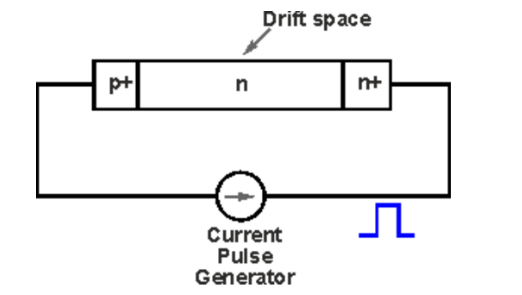 Drift space
p+ n n+
Current
Pulse
Generator